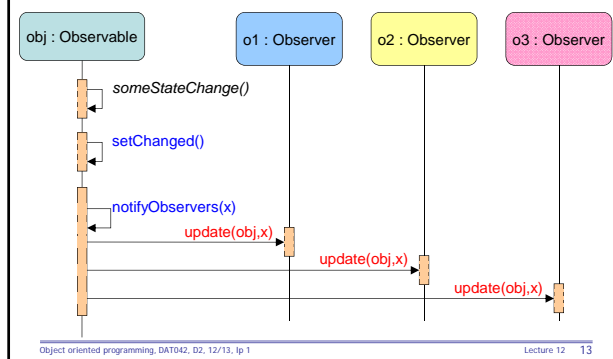 obj : Observable
o1 : Observer
o2 : Observer
o3 : Observer
someStateChange()
setChanged()
notifyObservers(x)
update(obj,x)
update(obj,x)
update(obj,x)
Object oriented programming, DAT042, D2, 12/13, lp 1
Lecture 12 13